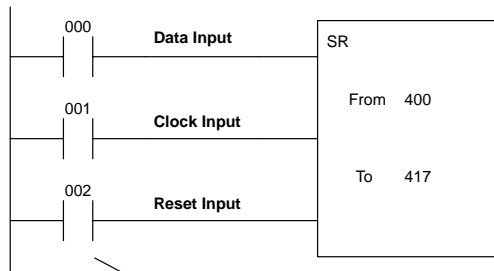 000
Data Input
SR
From 400
001
Clock Input
To 417
002
Reset Input